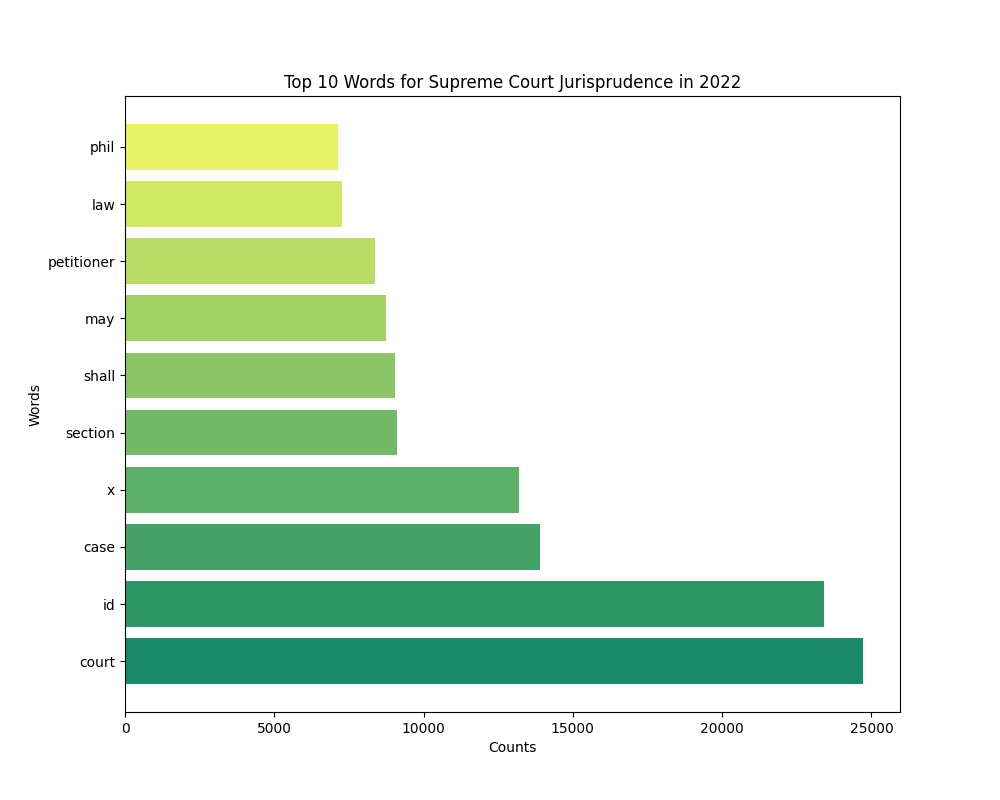 Top 10 Words for Supreme Court Jurisprudence in 2022
phil
law
petitioner
may
shall
section
x
case
id
court
Words
0 5000 10000 15000 20000 25000
Counts